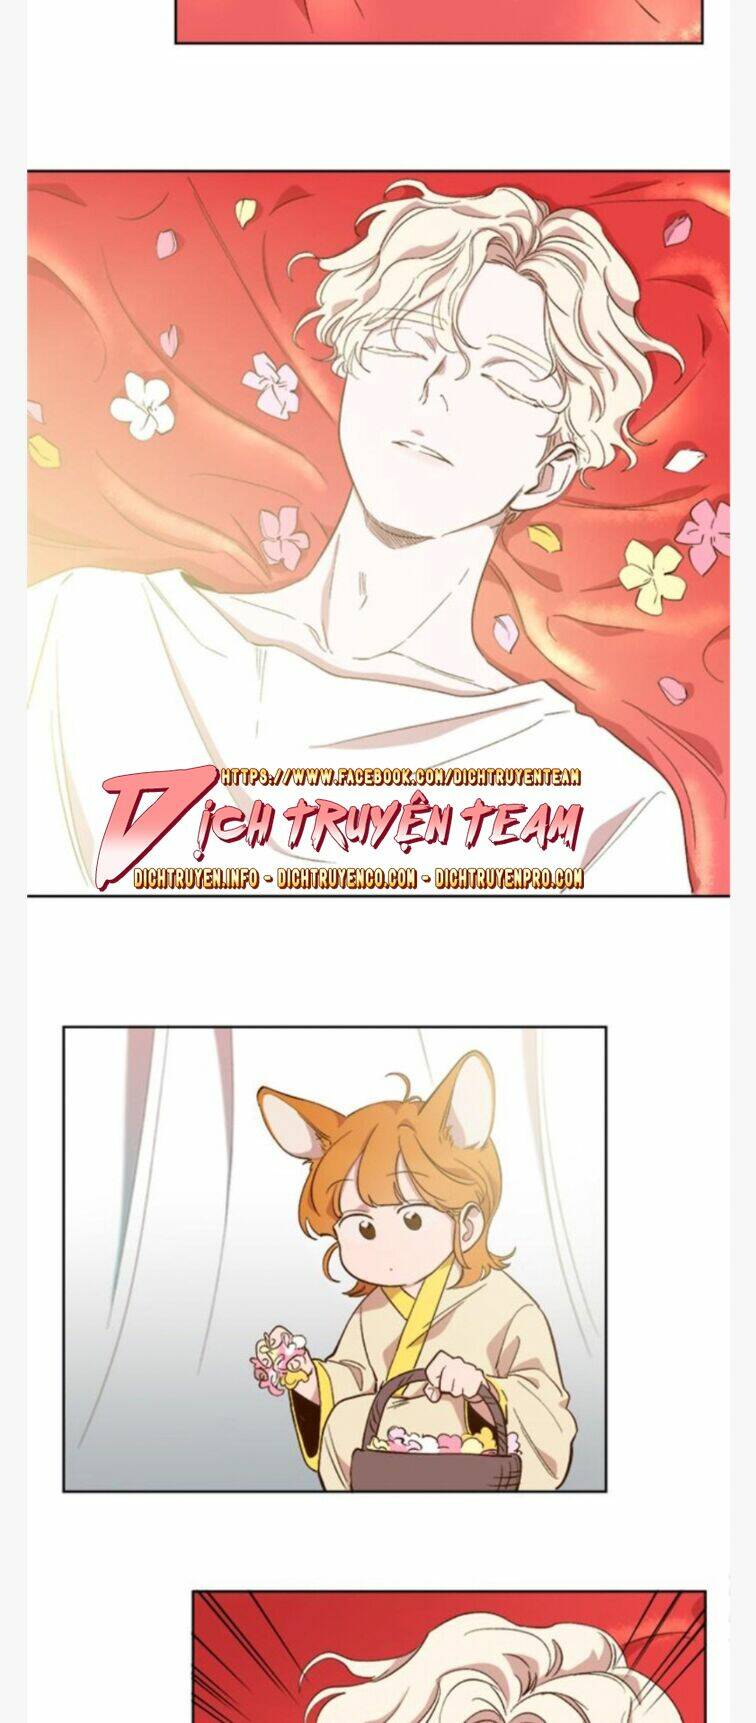 HTTPS://WWW.FACEBOOK.COM/DICHTRUYENTEAM
DỊCH TRUYỆN TEAM
DICHTRUYEN.INFO - DICHTRUYENCO.COM - DICHTRUYENPRO.COM